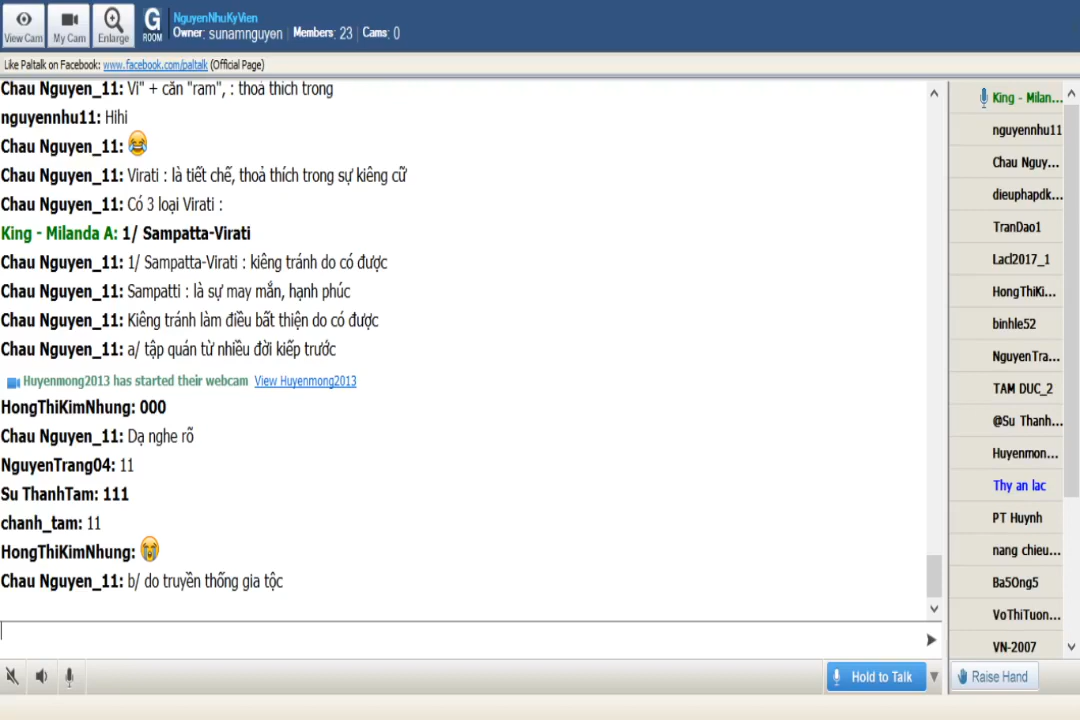 View Cam
My Cam
Enlarge
G
ROOM
NguyenNhuKyVien
Owner: sunamnguyen | Members: 23 | Cams: 0
Like Paltalk on Facebook: www.facebook.com/paltalk (Official Page)
Chau Nguyen_11: Vi" + căn "ram", : thoả thích trong
nguyennhu11: Hihi
Chau Nguyen_11:
Chau Nguyen_11: Virati : là tiết chế, thoả thích trong sự kiêng cữ
Chau Nguyen_11: Có 3 loại Virati :
King - Milanda A: 1/ Sampatta-Virati
Chau Nguyen_11: 1/ Sampatta-Virati : kiêng tránh do có được
Chau Nguyen_11: Sampatti : là sự may mắn, hạnh phúc
Chau Nguyen_11: Kiêng tránh làm điều bất thiện do có được
Chau Nguyen_11: a/ tập quán từ nhiều đời kiếp trước
Huyenmong2013 has started their webcam View Huyenmong2013
HongThiKimNhung: 000
Chau Nguyen_11: Dạ nghe rõ
NguyenTrang04: 11
Su ThanhTam: 111
chanh_tam: 11
HongThiKimNhung:
Chau Nguyen_11: b/ do truyền thống gia tộc
Hold to Talk
King - Milan...
nguyennhu11
Chau Nguy...
dieuphapdk...
TranDao1
Lacl2017_1
HongThiKi...
binhle52
NguyenTra...
TAM DUC_2
@Su Thanh...
Huyenmon...
Thy an lac
PT Huynh
nang chieu...
Ba5Ong5
VoThiTuon...
VN-2007
Raise Hand